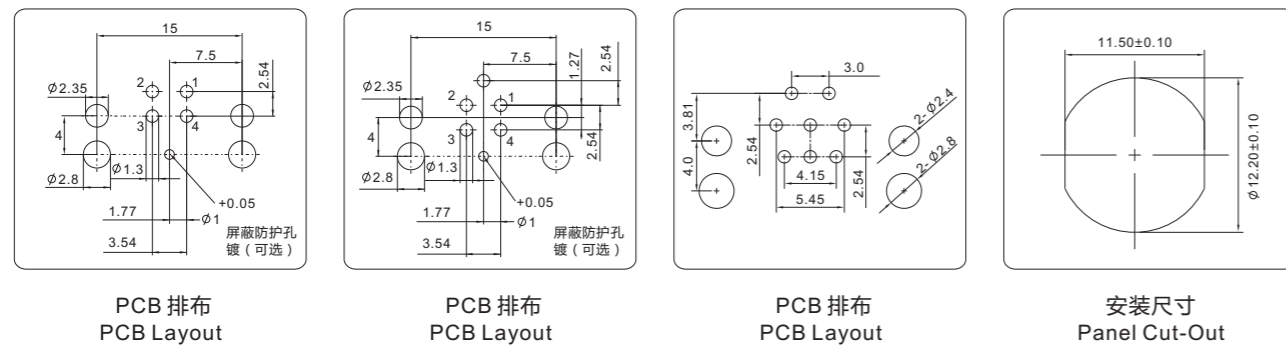 15
7.5
2.54
Ø2.35
2
1
4
3
4
Ø1.3
Ø2.8
+0.05
1.77
Ø1
3.54
屏蔽防护孔
镀（可选）
PCB 排布
PCB Layout
15
7.5
1.27
2.54
Ø2.35
2
1
4
3
4
2.54
Ø1.3
Ø2.8
+0.05
1.77
Ø1
3.54
屏蔽防护孔
镀（可选）
PCB 排布
PCB Layout
3.0
3.81
2.54
4.0
2-Ø2.4
2-Ø2.8
2.54
4.15
5.45
PCB 排布
PCB Layout
11.50±0.10
Ø12.20±0.10
安装尺寸
Panel Cut-Out